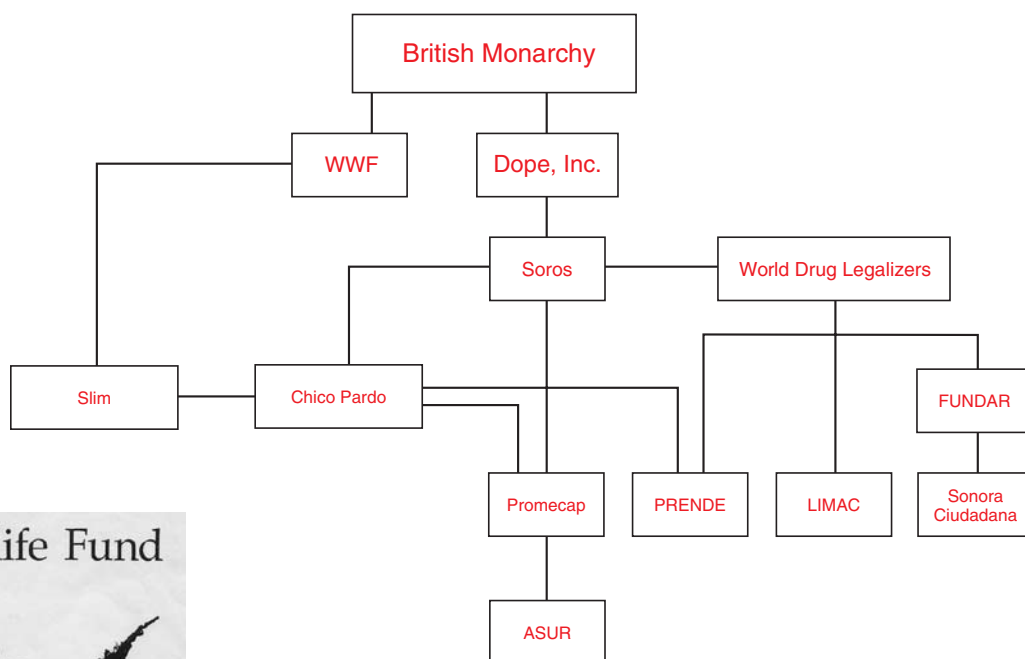 British Monarchy
WWF
Dope, Inc.
Soros
World Drug Legalizers
Slim
Chico Pardo
FUNDAR
Promecap
PRENDE
LIMAC
Sonora
Ciudadana
Fund
ASUR